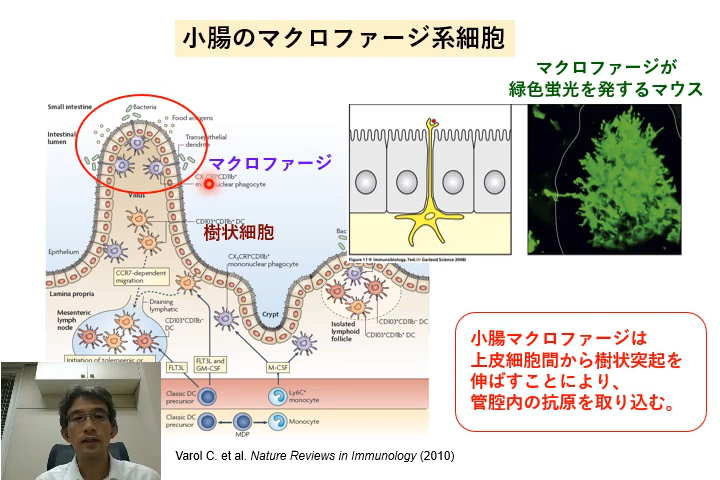 小腸のマクロファージ系細胞
マクロファージが
緑色蛍光を発するマウス
Small intestine
Bacteria
Food antigens
Intestinal
lumen
Transepithelial
dendrite
マクロファージ
mononuclear phagocyte
Villus
CD103⁺CD11b⁺ DC
樹状細胞
Epithelium
CX₃CR1⁺CD11b⁺
mononuclear phagocyte
CCR7-dependent
migration
Lamina propria
Draining
lymphatic
Crypt
Mesenteric
lymph
node
CD103⁺CD11b⁻
DC
Isolated
lymphoid
follicle
CD103⁺CD11b⁻ DC
CD103⁺CD11b⁺ DC
Initiation of tolerogenic or
FLT3L
FLT3L and
GM-CSF
M-CSF
Classic DC
precursor
Ly6C⁺
monocyte
Classic DC
precursor
MDP
Monocyte
Figure 11-9 Immunobiology, 7ed. (© Garland Science 2008)
小腸マクロファージは
上皮細胞間から樹状突起を
伸ばすことにより、
管腔内の抗原を取り込む。
Varol C. et al. Nature Reviews in Immunology (2010)